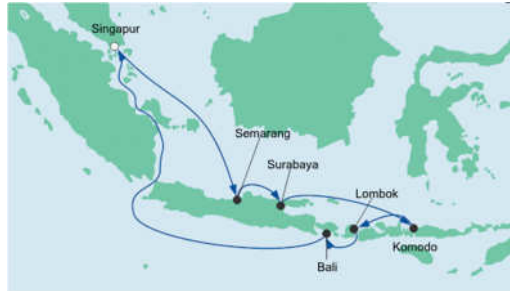 Singapur
Semarang
Surabaya
Lombok
Komodo
Bali